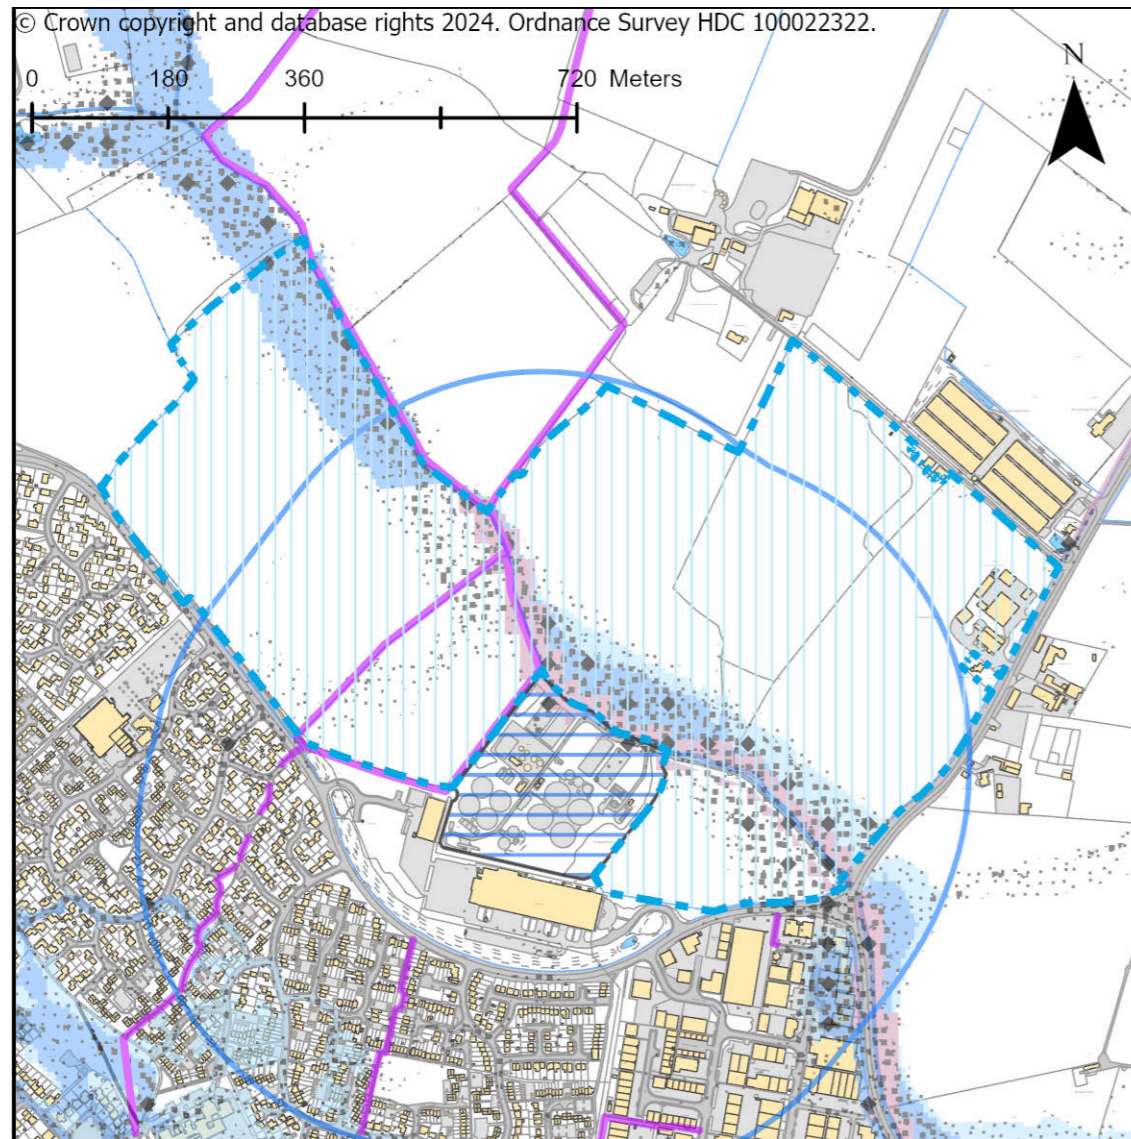 © Crown copyright and database rights 2024. Ordnance Survey HDC 100022322.
N
0 180 360 720 Meters